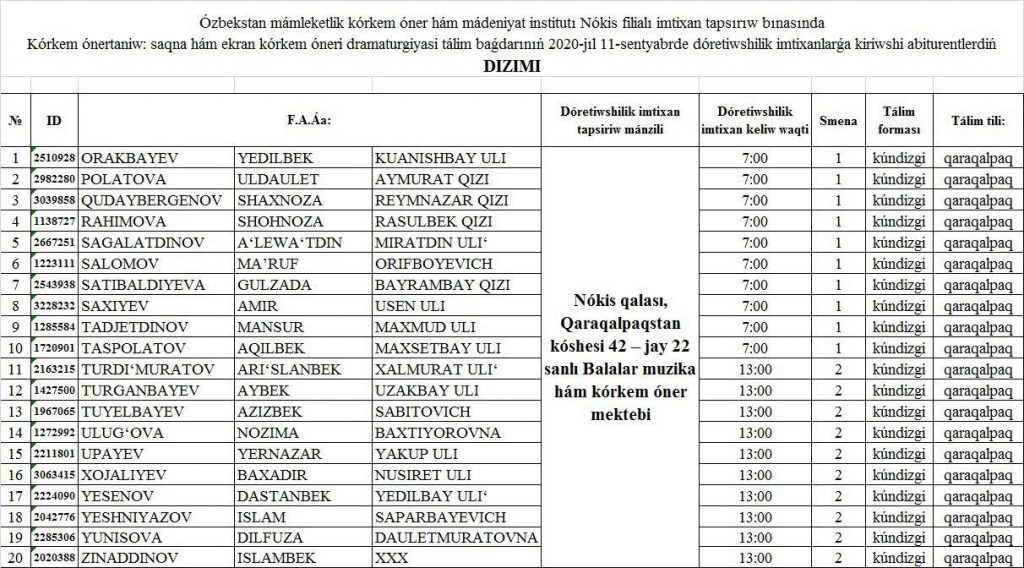 Ózbekstan mámleketlik kórkem óner hám mádeniyat institutı Nókis filialı imtixan tapsırıw bınasında
Kórkem ónertanıw: saqna hám ekran kórkem óneri dramaturgiyasi tálim baǵdarınıń 2020-jıl 11-sentyabrde dóretiwshilik imtixanlarǵa kiriwshi abiturentlerdiń
DIZIMI
№ ID F.A.Áa: Dóretiwshilik imtixan tapsiriw mánzili Dóretiwshilik imtixan keliw waqti Smena Tálim forması Tálim tili:
1 2510928 ORAKBAYEV YEDILBEK KUANISHBAY ULI 7:00 1 kúndizgi qaraqalpaq
2 2982280 POLATOVA ULDAULET AYMURAT QIZI 7:00 1 kúndizgi qaraqalpaq
3 3039858 QUDAYBERGENOV SHAXNOZA REYMNAZAR QIZI 7:00 1 kúndizgi qaraqalpaq
4 1138727 RAHIMOVA SHOHNOZA RASULBEK QIZI 7:00 1 kúndizgi qaraqalpaq
5 2667251 SAGALATDINOV A‘LEWA‘TDIN MIRATDIN ULI‘ 7:00 1 kúndizgi qaraqalpaq
6 1223111 SALOMOV MA’RUF ORIFBOYEVICH 7:00 1 kúndizgi qaraqalpaq
7 2543938 SATIBALDIYEVA GULZADA BAYRAMBAY QIZI 7:00 1 kúndizgi qaraqalpaq
8 3228232 SAXIYEV AMIR USEN ULI 7:00 1 kúndizgi qaraqalpaq
9 1285584 TADJETDINOV MANSUR MAXMUD ULI 7:00 1 kúndizgi qaraqalpaq
10 1720901 TASPOLATOV AQILBEK MAXSETBAY ULI 7:00 1 kúndizgi qaraqalpaq
11 2163215 TURDI‘MURATOV ARI‘SLANBEK XALMURAT ULI‘ 13:00 2 kúndizgi qaraqalpaq
12 1427500 TURGANBAYEV AYBEK UZAKBAY ULI 13:00 2 kúndizgi qaraqalpaq
13 1967065 TUYELBAYEV AZIZBEK SABITOVICH 13:00 2 kúndizgi qaraqalpaq
14 1272992 ULUG‘OVA NOZIMA BAXTIYOROVNA 13:00 2 kúndizgi qaraqalpaq
15 2211801 UPAYEV YERNAZAR YAKUP ULI 13:00 2 kúndizgi qaraqalpaq
16 3063415 XOJALIYEV BAXADIR NUSIRET ULI 13:00 2 kúndizgi qaraqalpaq
17 2224090 YESENOV DASTANBEK YEDILBAY ULI‘ 13:00 2 kúndizgi qaraqalpaq
18 2042776 YESHNIYAZOV ISLAM SAPARBAYEVICH 13:00 2 kúndizgi qaraqalpaq
19 2285306 YUNISOVA DILFUZA DAULETMURATOVNA 13:00 2 kúndizgi qaraqalpaq
20 2020388 ZINADDINOV ISLAMBEK XXX 13:00 2 kúndizgi qaraqalpaq
Nókis qalası,
Qaraqalpaqstan
kóshesi 42 – jay 22
sanlı Balalar muzika
hám kórkem óner
mektebi